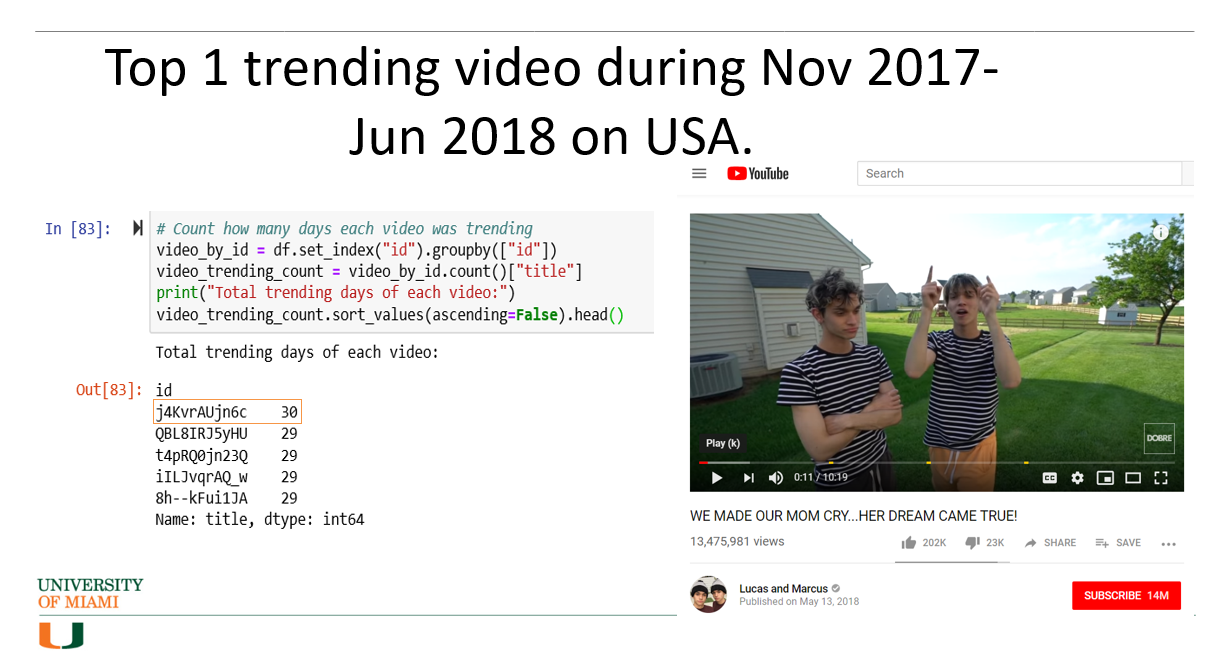 Top 1 trending video during Nov 2017-
Jun 2018 on USA.
In [83]:
# Count how many days each video was trending
video_by_id = df.set_index("id").groupby(["id"])
video_trending_count = video_by_id.count()["title"]
print("Total trending days of each video:")
video_trending_count.sort_values(ascending=False).head()
Total trending days of each video:
Out[83]: id
j4KvrAUjn6c 30
QBL8IRJ5yHU 29
t4pRQ0jn23Q 29
iILJvqrAQ_w 29
8h--kFui1JA 29
Name: title, dtype: int64
YouTube
Search
Play (k)
DOBRE
0:11 / 10:19
CC
WE MADE OUR MOM CRY...HER DREAM CAME TRUE!
13,475,981 views
202K 23K SHARE SAVE
Lucas and Marcus
Published on May 13, 2018
SUBSCRIBE 14M
UNIVERSITY
OF MIAMI